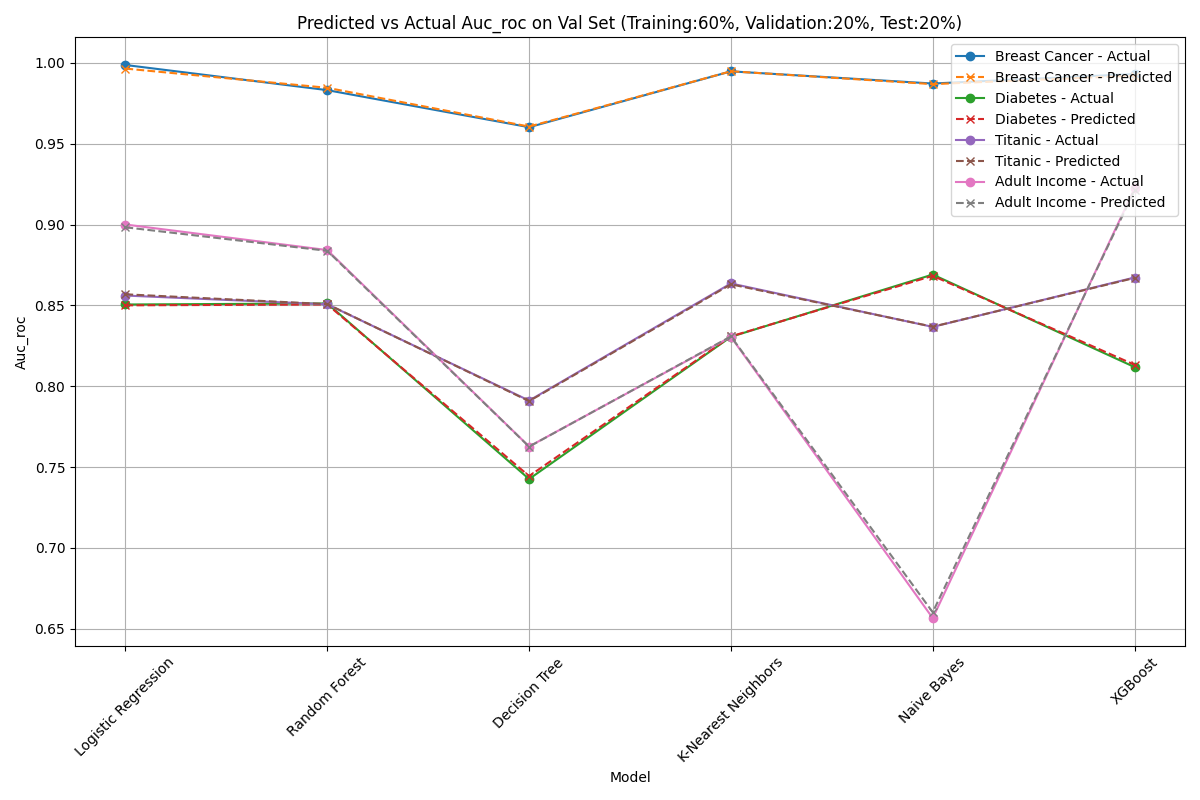 Predicted vs Actual Auc_roc on Val Set (Training:60%, Validation:20%, Test:20%)
Breast Cancer - Actual
Breast Cancer - Predicted
Diabetes - Actual
Diabetes - Predicted
Titanic - Actual
Titanic - Predicted
Adult Income - Actual
Adult Income - Predicted
1.00
0.95
0.90
0.85
0.80
0.75
0.70
0.65
Auc_roc
Logistic Regression
Random Forest
Decision Tree
K-Nearest Neighbors
Naive Bayes
XGBoost
Model